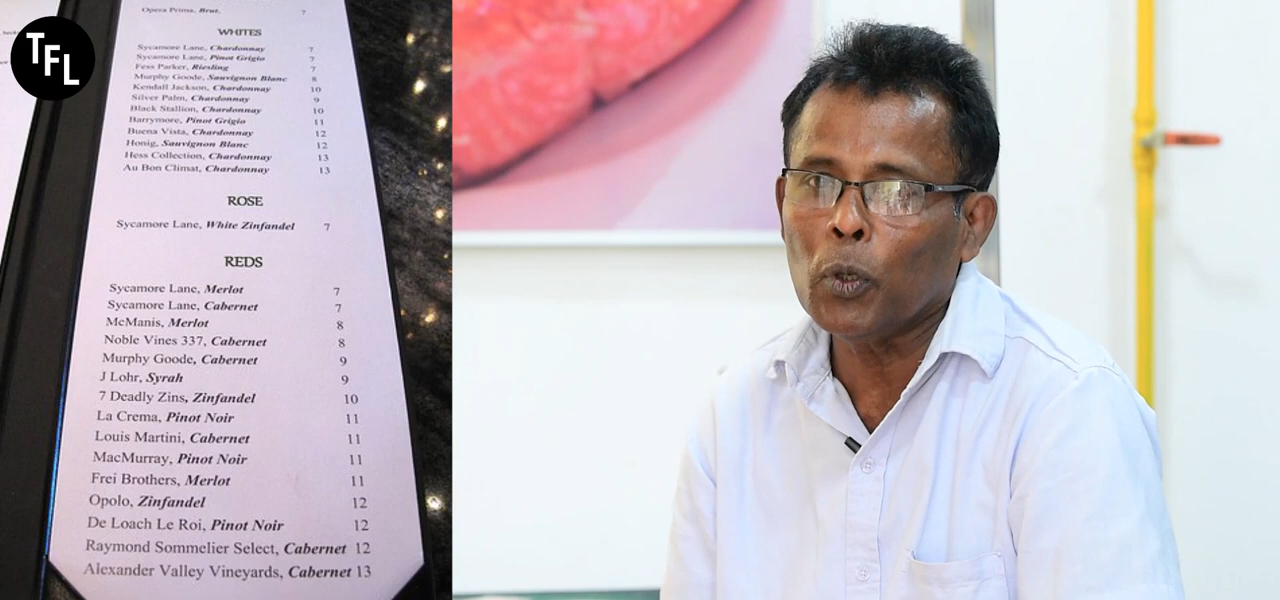 TFL
Opera Prima, Brut, 7
WHITES
Sycamore Lane, Chardonnay 7
Sycamore Lane, Pinot Grigio 7
Fess Parker, Riesling 7
Murphy Goode, Sauvignon Blanc 8
Kendall Jackson, Chardonnay 10
Silver Palm, Chardonnay 9
Black Stallion, Chardonnay 10
Barrymore, Pinot Grigio 11
Buena Vista, Chardonnay 12
Honig, Sauvignon Blanc 12
Hess Collection, Chardonnay 13
Au Bon Climat, Chardonnay 13
ROSE
Sycamore Lane, White Zinfandel 7
REDS
Sycamore Lane, Merlot 7
Sycamore Lane, Cabernet 7
McManis, Merlot 8
Noble Vines 337, Cabernet 8
Murphy Goode, Cabernet 9
J Lohr, Syrah 9
7 Deadly Zins, Zinfandel 10
La Crema, Pinot Noir 11
Louis Martini, Cabernet 11
MacMurray, Pinot Noir 11
Frei Brothers, Merlot 11
Opolo, Zinfandel 12
De Loach Le Roi, Pinot Noir 12
Raymond Sommelier Select, Cabernet 12
Alexander Valley Vineyards, Cabernet 13